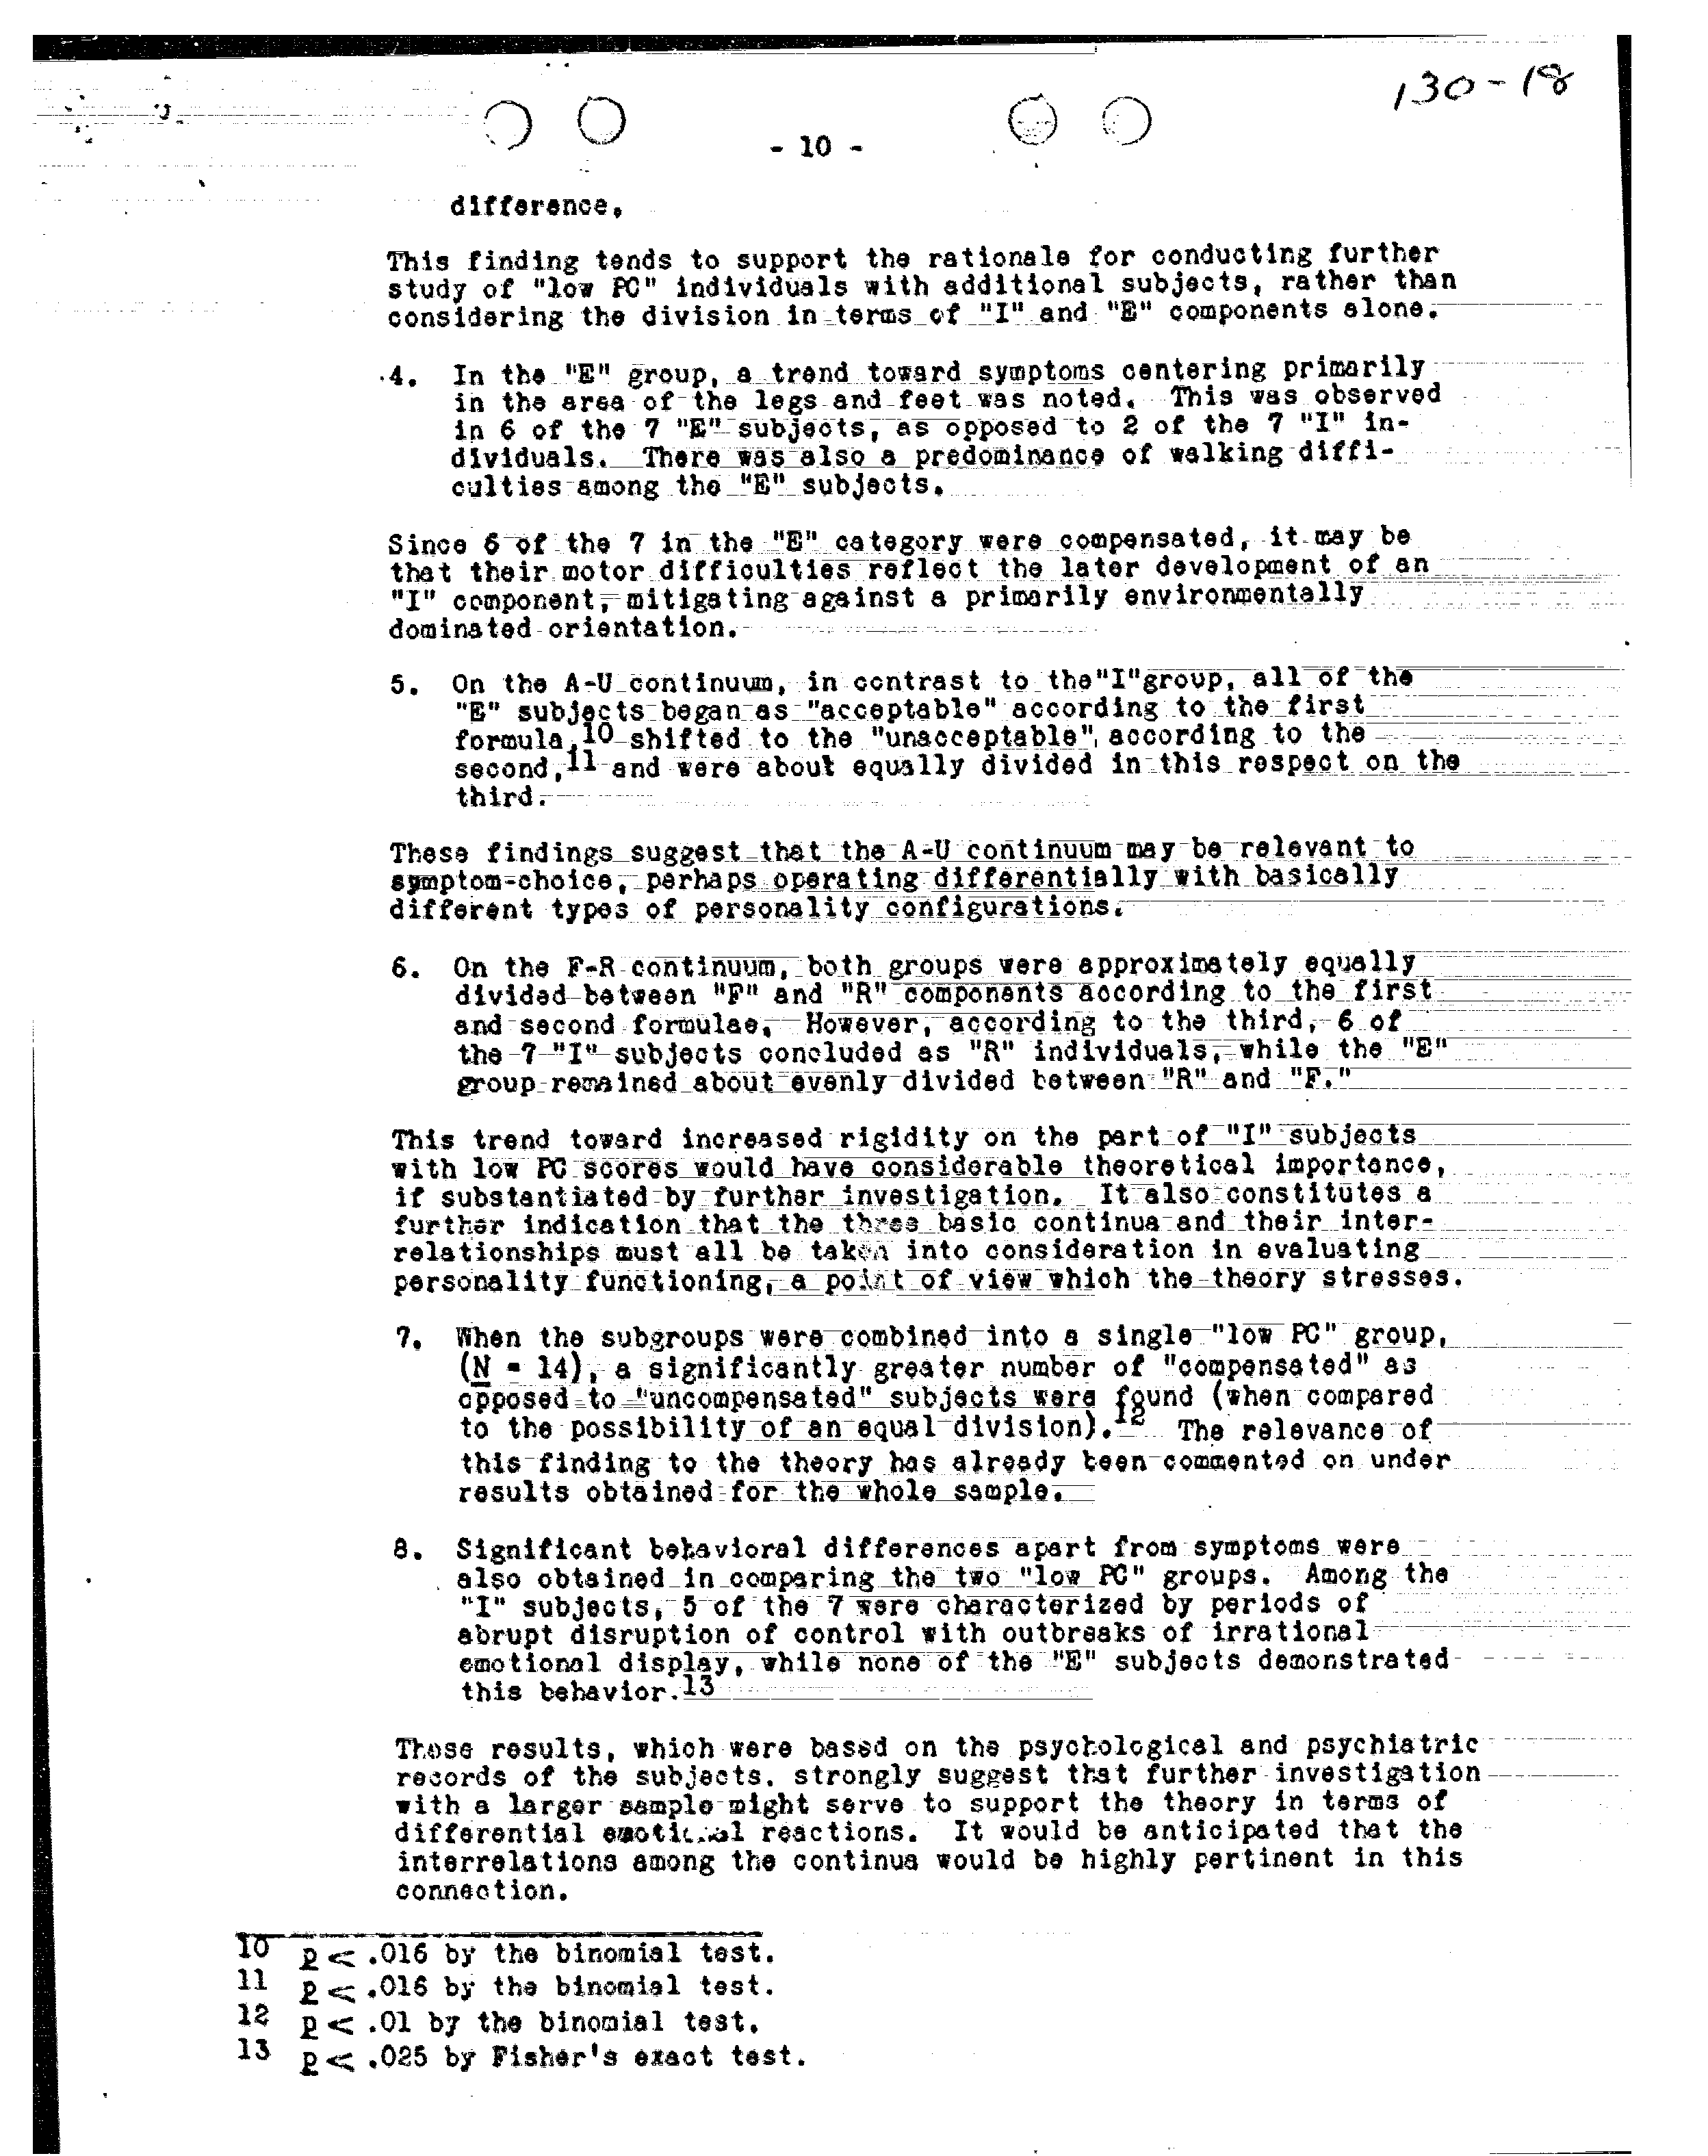 130-18
- 10 -
difference.
This finding tends to support the rationale for conducting further
study of "low PC" individuals with additional subjects, rather than
considering the division in terms of "I" and "E" components alone.
4. In the "E" group, a trend toward symptoms centering primarily
in the area of the legs and feet was noted. This was observed
in 6 of the 7 "E" subjects, as opposed to 2 of the 7 "I" in-
dividuals. There was also a predominance of walking diffi-
culties among the "E" subjects.
Since 6 of the 7 in the "E" category were compensated, it may be
that their motor difficulties reflect the later development of an
"I" component, mitigating against a primarily environmentally
dominated orientation.
5. On the A-U continuum, in contrast to the"I"group, all of the
"E" subjects began as "acceptable" according to the first
formula,10 shifted to the "unacceptable", according to the
second,11 and were about equally divided in this respect on the
third.
These findings suggest that the A-U continuum may be relevant to
symptom-choice, perhaps operating differentially with basically
different types of personality configurations.
6. On the F-R continuum, both groups were approximately equally
divided between "F" and "R" components according to the first
and second formulae. However, according to the third, 6 of
the 7 "I" subjects concluded as "R" individuals, while the "E"
group remained about evenly divided between "R" and "F."
This trend toward increased rigidity on the part of "I" subjects
with low PC scores would have considerable theoretical importance,
if substantiated by further investigation. It also constitutes a
further indication that the three basic continua and their inter-
relationships must all be taken into consideration in evaluating
personality functioning, a point of view which the theory stresses.
7. When the subgroups were combined into a single "low PC" group,
(N = 14), a significantly greater number of "compensated" as
opposed to "uncompensated" subjects were found (when compared
to the possibility of an equal division).12 The relevance of
this finding to the theory has already been commented on under
results obtained for the whole sample.
8. Significant behavioral differences apart from symptoms were
also obtained in comparing the two "low PC" groups. Among the
"I" subjects, 5 of the 7 were characterized by periods of
abrupt disruption of control with outbreaks of irrational
emotional display, while none of the "E" subjects demonstrated
this behavior.13
These results, which were based on the psychological and psychiatric
records of the subjects, strongly suggest that further investigation
with a larger sample might serve to support the theory in terms of
differential emotional reactions. It would be anticipated that the
interrelations among the continua would be highly pertinent in this
connection.
10 p < .016 by the binomial test.
11 p < .016 by the binomial test.
12 p < .01 by the binomial test.
13 p < .025 by Fisher's exact test.